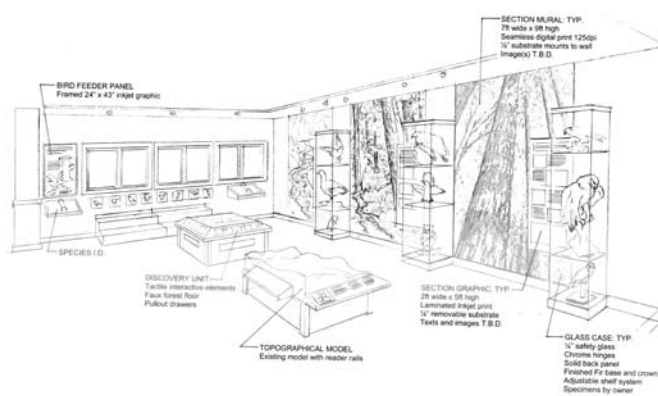 SECTION MURAL: TYP.
7ft wide x 9ft high
Seamless digital print 125dpi
¼" substrate mounts to wall
Image(s) T.B.D.
BIRD FEEDER PANEL
Framed 24" x 43" inkjet graphic
SPECIES I.D.
DISCOVERY UNIT
Tactile interactive elements
Faux forest floor
Pullout drawers
TOPOGRAPHICAL MODEL
Existing model with reader rails
SECTION GRAPHIC: TYP.
2ft wide x 5ft high
Laminated Inkjet print
¼" removable substrate
Texts and images T.B.D.
GLASS CASE: TYP.
¼" safety glass
Chrome hinges
Solid back panel
Finished Fir base and crown
Adjustable shelf system
Specimens by owner